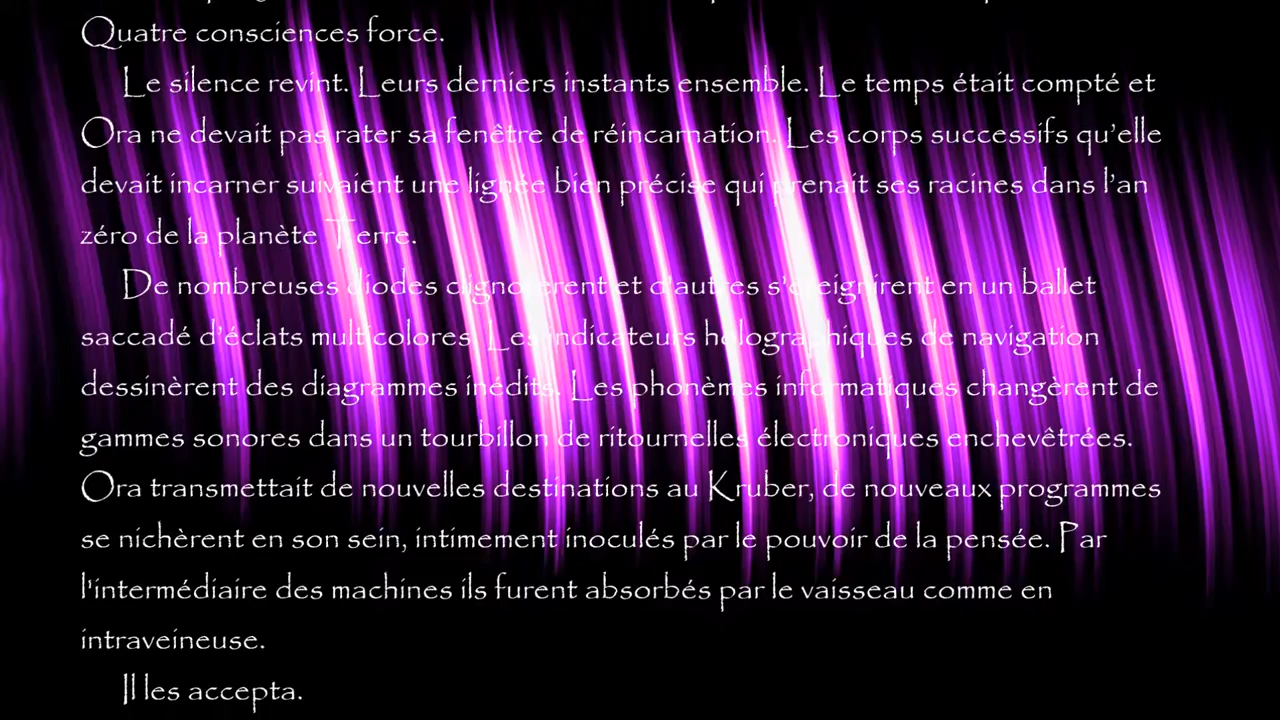 Quatre consciences force.
Le silence revint. Leurs derniers instants ensemble. Le temps était compté et
Ora ne devait pas rater sa fenêtre de réincarnation. Les corps successifs qu'elle
devait incarner suivaient une lignée bien précise qui prenait ses racines dans l'an
zéro de la planète Terre.
De nombreuses diodes clignotèrent et d'autres s'éteignirent en un ballet
saccadé d'éclats multicolores. Les indicateurs holographiques de navigation
dessinèrent des diagrammes inédits. Les phonèmes informatiques changèrent de
gammes sonores dans un tourbillon de ritournelles électroniques enchevêtrées.
Ora transmettait de nouvelles destinations au Kruber, de nouveaux programmes
se nichèrent en son sein, intimement inoculés par le pouvoir de la pensée. Par
l'intermédiaire des machines ils furent absorbés par le vaisseau comme en
intraveineuse.
Il les accepta.